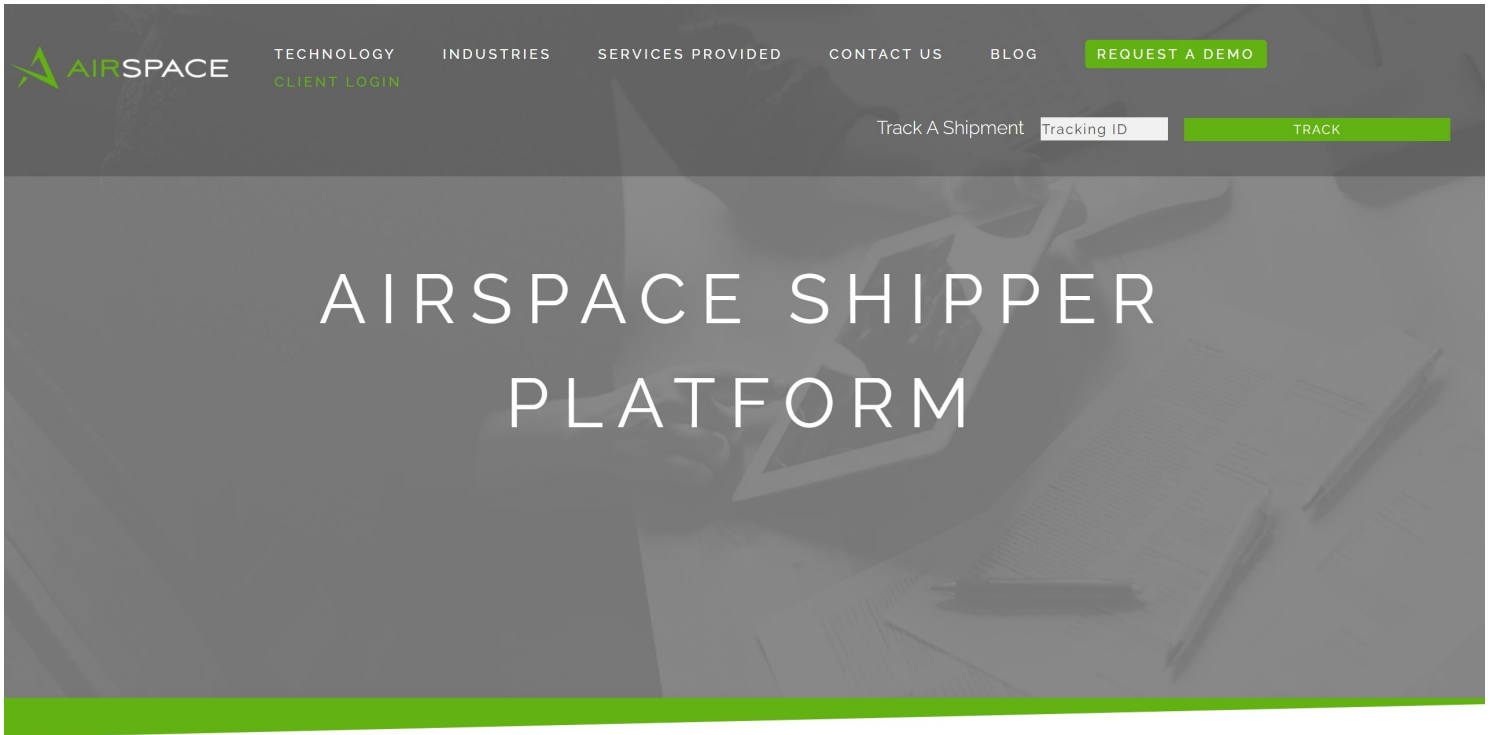 AIRSPACE
TECHNOLOGY INDUSTRIES SERVICES PROVIDED CONTACT US BLOG REQUEST A DEMO
CLIENT LOGIN
Track A Shipment Tracking ID TRACK
AIRSPACE SHIPPER
PLATFORM